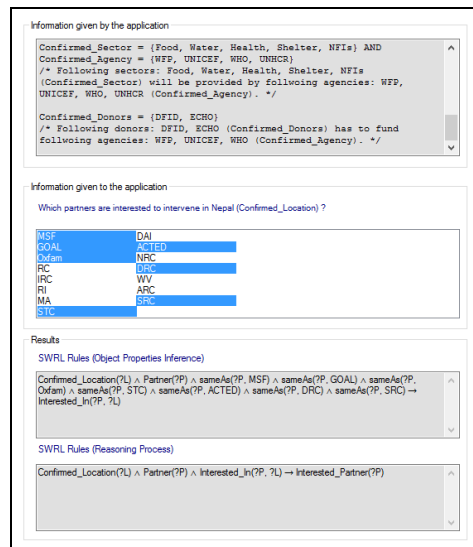 Information given by the application
Confirmed_Sector = {Food, Water, Health, Shelter, NFIs} AND
Confirmed_Agency = {WFP, UNICEF, WHO, UNHCR}
/* Following sectors: Food, Water, Health, Shelter, NFIs
(Confirmed_Sector) will be provided by follwoing agencies: WFP,
UNICEF, WHO, UNHCR (Confirmed_Agency). */
Confirmed_Donors = {DFID, ECHO}
/* Following donors: DFID, ECHO (Confirmed_Donors) has to fund
follwoing agencies: WFP, UNICEF, WHO (Confirmed_Agency). */
Information given to the application
Which partners are interested to intervene in Nepal (Confirmed_Location) ?
MSF DAI
GOAL ACTED
Oxfam NRC
RC DRC
IRC WV
RI ARC
MA SRC
STC
Results
SWRL Rules (Object Properties Inference)
Confirmed_Location(?L) ∧ Partner(?P) ∧ sameAs(?P, MSF) ∧ sameAs(?P, GOAL) ∧ sameAs(?P,
Oxfam) ∧ sameAs(?P, STC) ∧ sameAs(?P, ACTED) ∧ sameAs(?P, DRC) ∧ sameAs(?P, SRC) →
Interested_In(?P, ?L)
SWRL Rules (Reasoning Process)
Confirmed_Location(?L) ∧ Partner(?P) ∧ Interested_In(?P, ?L) → Interested_Partner(?P)